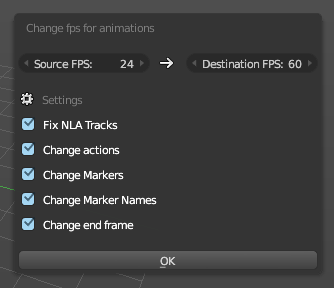 Change fps for animations
Source FPS: 24 Destination FPS: 60
Settings
Fix NLA Tracks
Change actions
Change Markers
Change Marker Names
Change end frame
OK